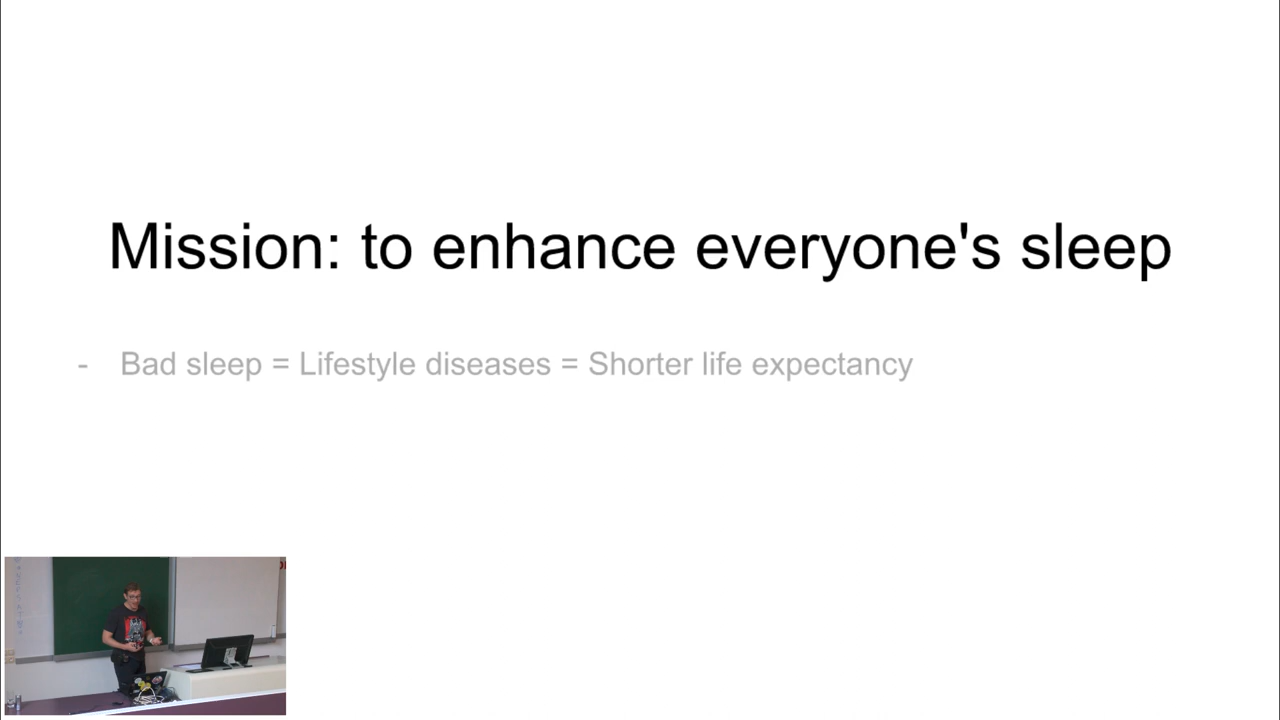 Mission: to enhance everyone's sleep
- Bad sleep = Lifestyle diseases = Shorter life expectancy